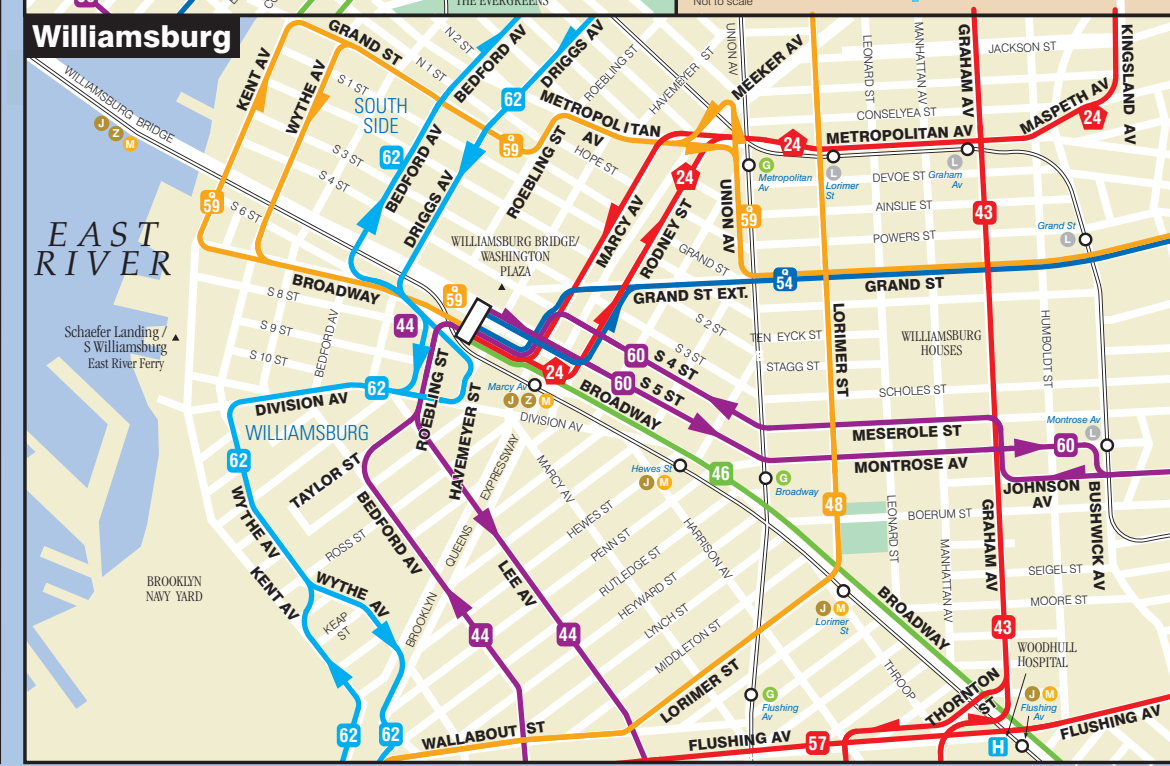 THE EVERGREENS
Not to scale
Williamsburg
WILLIAMSBURG BRIDGE
J Z M
KENT AV
WYTHE AV
GRAND ST
N 2 ST
N 1 ST
S 1 ST
S 3 ST
S 4 ST
S 6 ST
SOUTH
SIDE
BEDFORD AV
DRIGGS AV
62
62
BEDFORD AV
DRIGGS AV
59
59
METROPOLITAN
AV
ROEBLING ST
HAVEMEYER ST
ROEBLING ST
HOPE ST
UNION AV
MEEKER AV
LEONARD ST
MANHATTAN AV
GRAHAM AV
JACKSON ST
KINGSLAND AV
CONSELYEA ST
MASPETH AV
24
METROPOLITAN AV
24
24
G
Metropolitan
Av
L
Lorimer
St
DEVOE ST
L
Graham
Av
AINSLIE ST
POWERS ST
43
Grand St
L
UNION AV
59
MARCY AV
RODNEY ST
GRAND ST
EAST
RIVER
WILLIAMSBURG BRIDGE/
WASHINGTON
PLAZA
BROADWAY
59
54
GRAND ST EXT.
GRAND ST
S 8 ST
S 9 ST
S 10 ST
BEDFORD AV
44
Schaefer Landing /
S Williamsburg
East River Ferry
S 2 ST
S 3 ST
TEN EYCK ST
STAGG ST
LORIMER ST
WILLIAMSBURG
HOUSES
HUMBOLDT ST
SCHOLES ST
60
S 4 ST
60
S 5 ST
24
Marcy Av
J Z M
BROADWAY
DIVISION AV
DIVISION AV
62
WILLIAMSBURG
ROEBLING ST
HAVEMEYER ST
62
MESEROLE ST
MONTROSE AV
Montrose Av
L
60
JOHNSON
AV
BUSHWICK AV
TAYLOR ST
BEDFORD AV
EXPRESSWAY
QUEENS
BROOKLYN
MARCY AV
Hewes St
J M
46
G
Broadway
48
LEONARD ST
BOERUM ST
MANHATTAN AV
GRAHAM AV
SEIGEL ST
MOORE ST
WYTHE AV
ROSS ST
HEWES ST
PENN ST
RUTLEDGE ST
HEYWARD ST
LYNCH ST
MIDDLETON ST
HARRISON AV
LEE AV
BROOKLYN
NAVY YARD
KENT AV
WYTHE AV
KEAP
ST
44
44
J M
Lorimer
St
BROADWAY
43
WOODHULL
HOSPITAL
THROOP
THORNTON
ST
J M
Flushing
Av
LORIMER ST
G
Flushing
Av
62
62
WALLABOUT ST
FLUSHING AV
57
H
FLUSHING AV